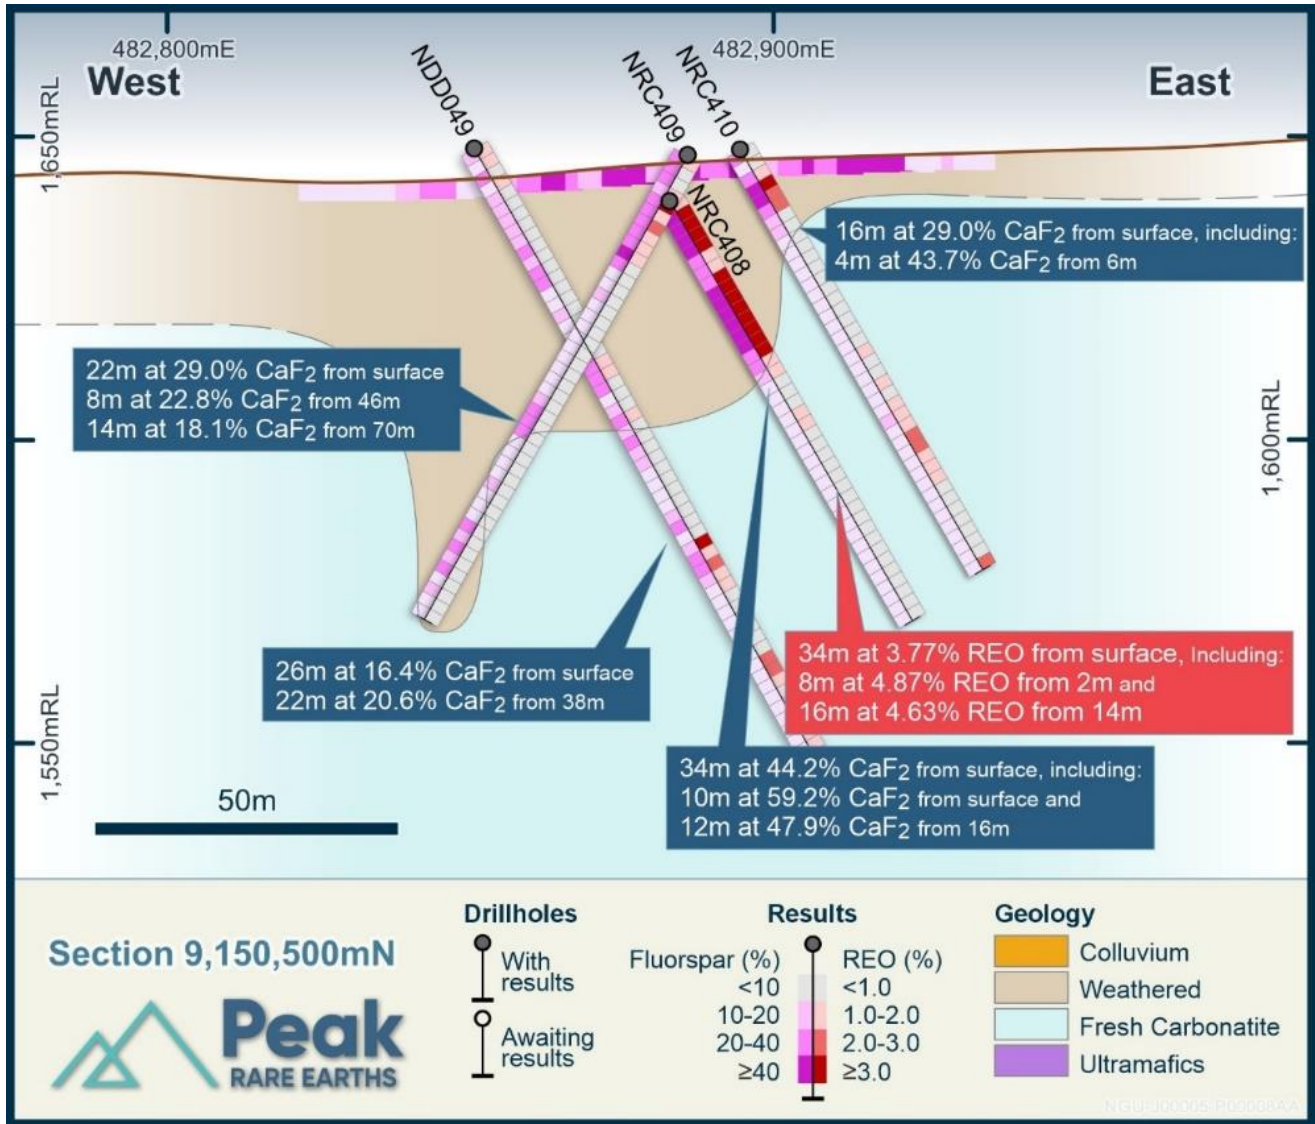 482,800mE
482,900mE
West
East
1,650mRL
NDD049
NRC409
NRC410
NRC408
16m at 29.0% CaF₂ from surface, including:
4m at 43.7% CaF₂ from 6m
22m at 29.0% CaF₂ from surface
8m at 22.8% CaF₂ from 46m
14m at 18.1% CaF₂ from 70m
1,600mRL
26m at 16.4% CaF₂ from surface
22m at 20.6% CaF₂ from 38m
34m at 3.77% REO from surface, Including:
8m at 4.87% REO from 2m and
16m at 4.63% REO from 14m
1,550mRL
34m at 44.2% CaF₂ from surface, including:
10m at 59.2% CaF₂ from surface and
12m at 47.9% CaF₂ from 16m
50m
Section 9,150,500mN
Peak
RARE EARTHS
Drillholes
With
results
Awaiting
results
Results
Fluorspar (%) REO (%)
<10 <1.0
10-20 1.0-2.0
20-40 2.0-3.0
≥40 ≥3.0
Geology
Colluvium
Weathered
Fresh Carbonatite
Ultramafics